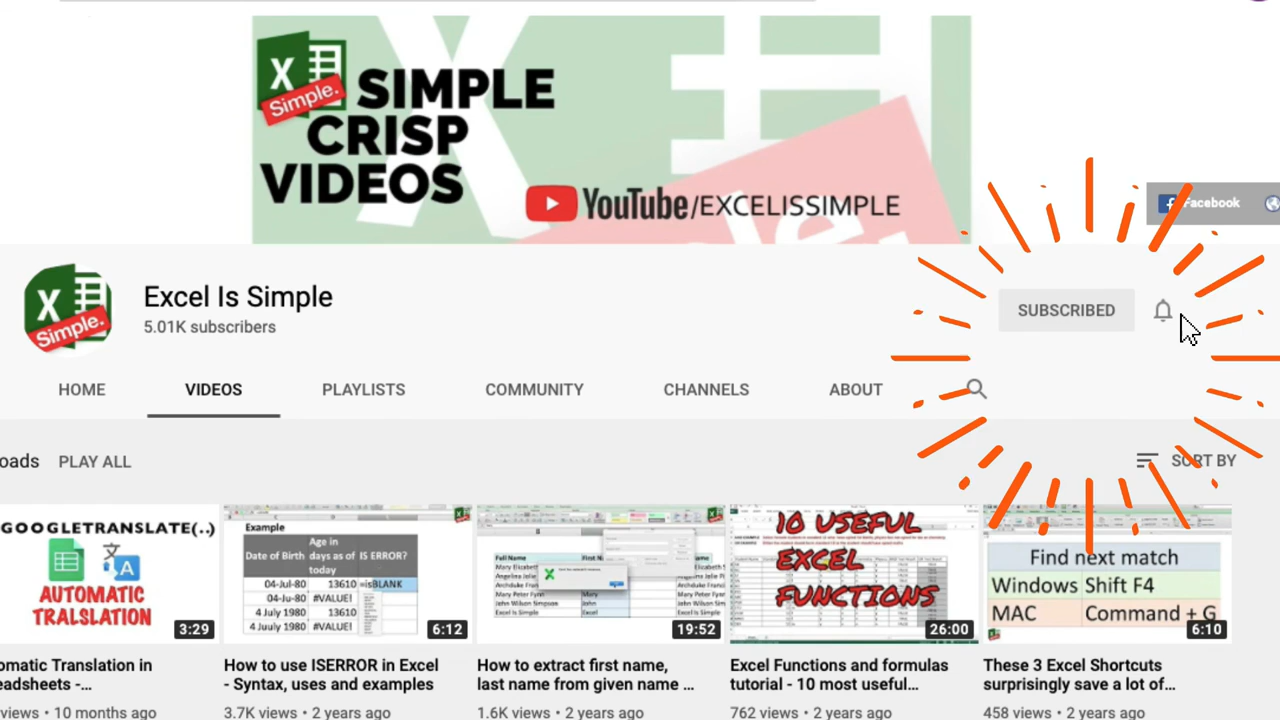 X
Simple.
SIMPLE
CRISP
VIDEOS
YouTube/EXCELISSIMPLE
Facebook
X
Simple.
Excel Is Simple
5.01K subscribers
SUBSCRIBED
HOME
VIDEOS
PLAYLISTS
COMMUNITY
CHANNELS
ABOUT
oads
PLAY ALL
SORT BY
GOOGLETRANSLATE(..)
AUTOMATIC
TRALSLATION
3:29
Example
Date of Birth
Age in
days as of
today
IS ERROR?
04-Jul-80 13610 =isBLANK
04-Ju-80 #VALUE!
4 July 1980 13610
4 Juuly 1980 #VALUE!
6:12
Full Name
19:52
10 USEFUL
EXCEL
FUNCTIONS
26:00
Find next match
Windows Shift F4
MAC Command + G
6:10
omatic Translation in
eadsheets -...
views • 10 months ago
How to use ISERROR in Excel
- Syntax, uses and examples
3.7K views • 2 years ago
How to extract first name,
last name from given name ...
1.6K views • 2 years ago
Excel Functions and formulas
tutorial - 10 most useful...
762 views • 2 years ago
These 3 Excel Shortcuts
surprisingly save a lot of...
458 views • 2 years ago